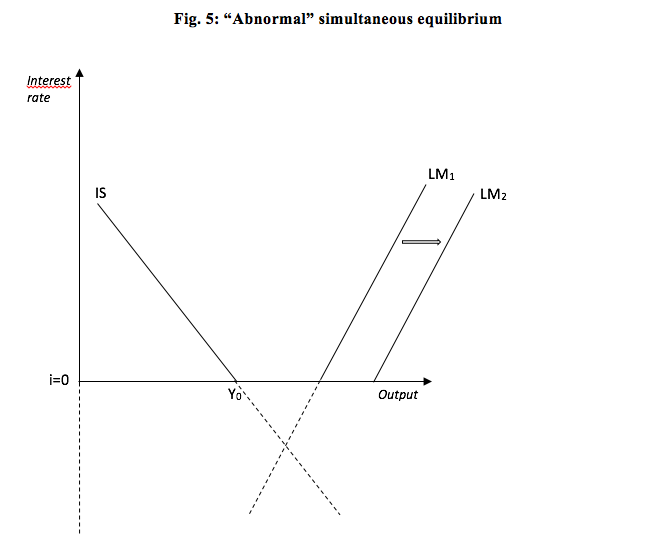 Fig. 5: “Abnormal” simultaneous equilibrium
Interest
rate
LM₁
IS
LM₂
i=0
Y₀
Output